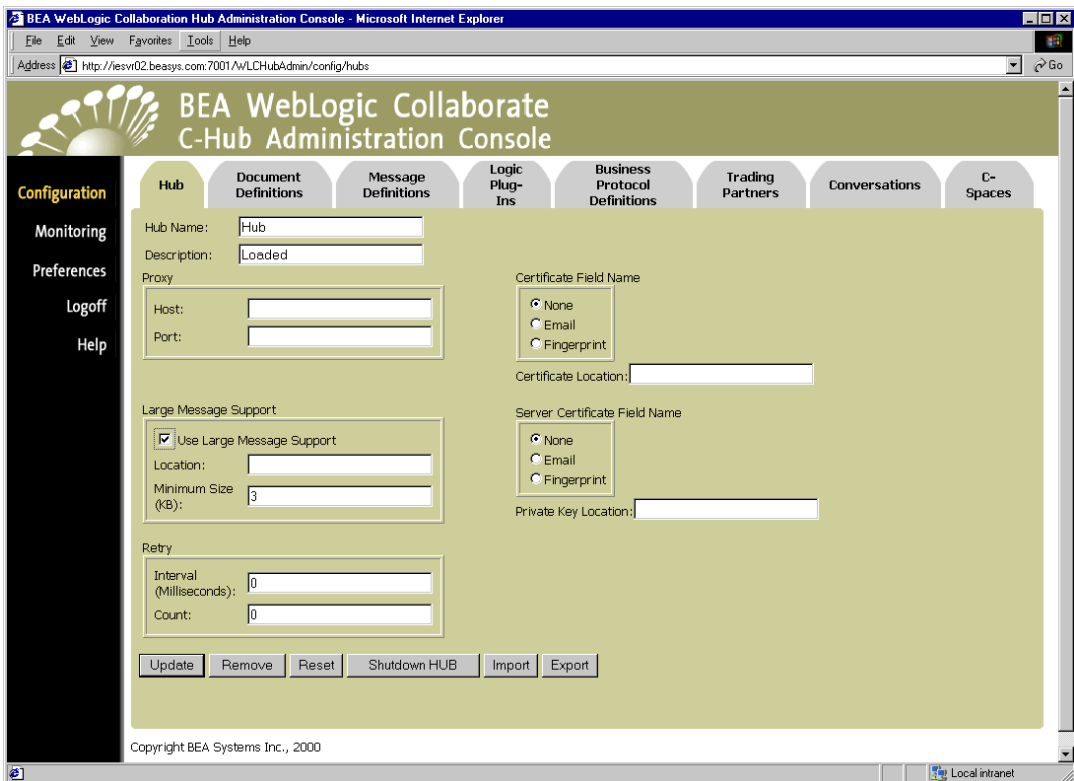 BEA WebLogic Collaboration Hub Administration Console - Microsoft Internet Explorer
File Edit View Favorites Tools Help
Address http://iesvr02.beasys.com:7001/WLCHubAdmin/config/hubs Go
BEA WebLogic Collaborate
C-Hub Administration Console
Configuration
Monitoring
Preferences
Logoff
Help
Hub
Document
Definitions
Message
Definitions
Logic
Plug-
Ins
Business
Protocol
Definitions
Trading
Partners
Conversations
C-
Spaces
Hub Name: Hub
Description: Loaded
Proxy
Host:
Port:
Certificate Field Name
None
Email
Fingerprint
Certificate Location:
Large Message Support
Use Large Message Support
Location:
Minimum Size
(KB): 3
Server Certificate Field Name
None
Email
Fingerprint
Private Key Location:
Retry
Interval
(Milliseconds): 0
Count: 0
Update Remove Reset Shutdown HUB Import Export
Copyright BEA Systems Inc., 2000
Local intranet